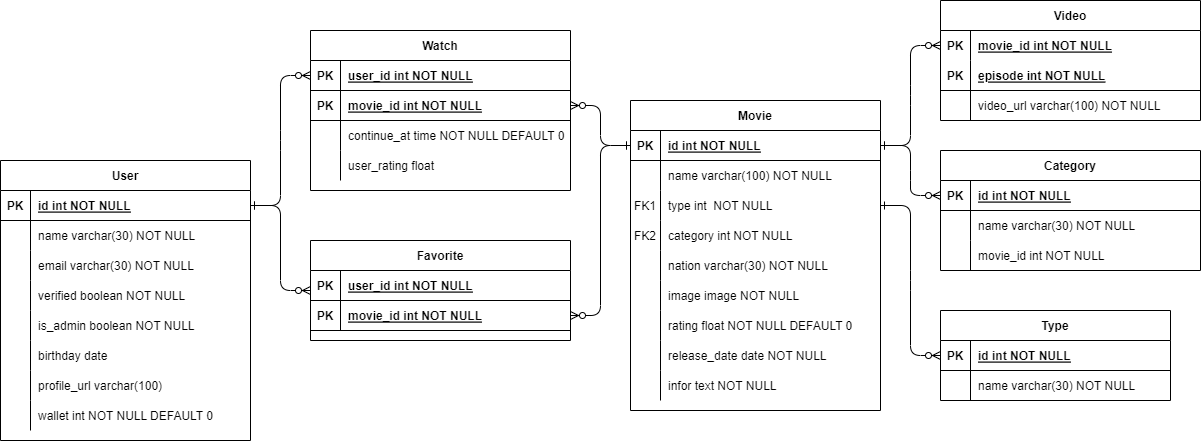 User
PK id int NOT NULL
name varchar(30) NOT NULL
email varchar(30) NOT NULL
verified boolean NOT NULL
is_admin boolean NOT NULL
birthday date
profile_url varchar(100)
wallet int NOT NULL DEFAULT 0
Watch
PK user_id int NOT NULL
PK movie_id int NOT NULL
continue_at time NOT NULL DEFAULT 0
user_rating float
Favorite
PK user_id int NOT NULL
PK movie_id int NOT NULL
Movie
PK id int NOT NULL
name varchar(100) NOT NULL
FK1 type int NOT NULL
FK2 category int NOT NULL
nation varchar(30) NOT NULL
image image NOT NULL
rating float NOT NULL DEFAULT 0
release_date date NOT NULL
infor text NOT NULL
Video
PK movie_id int NOT NULL
PK episode int NOT NULL
video_url varchar(100) NOT NULL
Category
PK id int NOT NULL
name varchar(30) NOT NULL
movie_id int NOT NULL
Type
PK id int NOT NULL
name varchar(30) NOT NULL